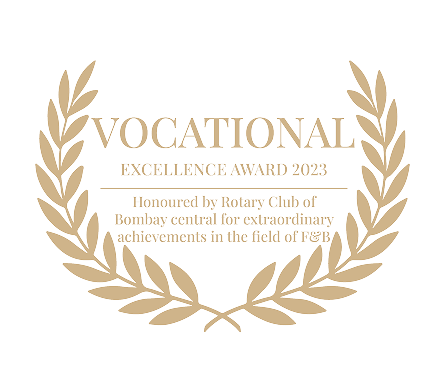 VOCATIONAL
EXCELLENCE AWARD 2023
Honoured by Rotary Club of
Bombay central for extraordinary
achievements in the field of F&B